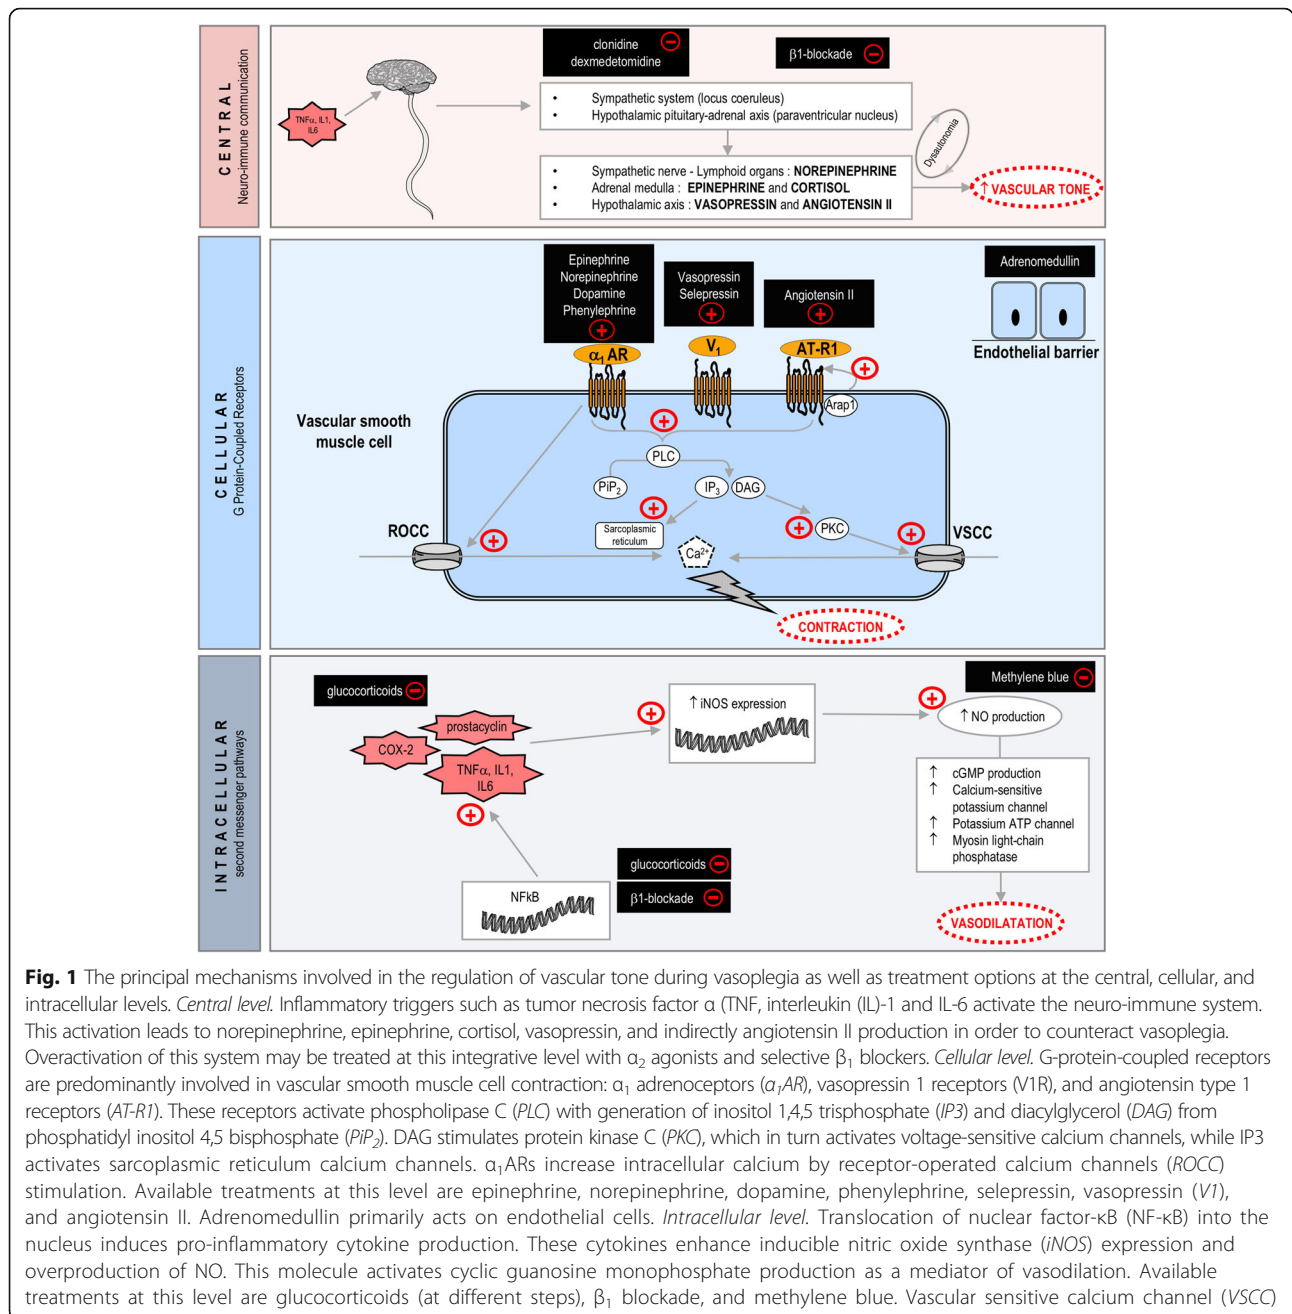 CENTRAL
Neuro-immune communication
TNFα, IL1,
IL6
clonidine
dexmedetomidine
β1-blockade
• Sympathetic system (locus coeruleus)
• Hypothalamic pituitary-adrenal axis (paraventricular nucleus)
• Sympathetic nerve - Lymphoid organs : NOREPINEPHRINE
• Adrenal medulla : EPINEPHRINE and CORTISOL
• Hypothalamic axis : VASOPRESSIN and ANGIOTENSIN II
Dysautonomia
↑ VASCULAR TONE
CELLULAR
G Protein-Coupled Receptors
Epinephrine
Norepinephrine
Dopamine
Phenylephrine
Vasopressin
Selepressin
Angiotensin II
Adrenomedullin
Endothelial barrier
α1 AR
V1
AT-R1
Arap1
Vascular smooth
muscle cell
PLC
PiP2
IP3
DAG
Sarcoplasmic
reticulum
PKC
ROCC
VSCC
Ca2+
CONTRACTION
INTRACELLULAR
second messenger pathways
glucocorticoids
prostacyclin
COX-2
TNFα, IL1,
IL6
↑ iNOS expression
Methylene blue
↑ NO production
↑ cGMP production
↑ Calcium-sensitive
potassium channel
↑ Potassium ATP channel
↑ Myosin light-chain
phosphatase
NFkB
glucocorticoids
β1-blockade
VASODILATATION
Fig. 1 The principal mechanisms involved in the regulation of vascular tone during vasoplegia as well as treatment options at the central, cellular, and
intracellular levels. Central level. Inflammatory triggers such as tumor necrosis factor α (TNF, interleukin (IL)-1 and IL-6 activate the neuro-immune system.
This activation leads to norepinephrine, epinephrine, cortisol, vasopressin, and indirectly angiotensin II production in order to counteract vasoplegia.
Overactivation of this system may be treated at this integrative level with α2 agonists and selective β1 blockers. Cellular level. G-protein-coupled receptors
are predominantly involved in vascular smooth muscle cell contraction: α1 adrenoceptors (α1AR), vasopressin 1 receptors (V1R), and angiotensin type 1
receptors (AT-R1). These receptors activate phospholipase C (PLC) with generation of inositol 1,4,5 trisphosphate (IP3) and diacylglycerol (DAG) from
phosphatidyl inositol 4,5 bisphosphate (PiP2). DAG stimulates protein kinase C (PKC), which in turn activates voltage-sensitive calcium channels, while IP3
activates sarcoplasmic reticulum calcium channels. α1ARs increase intracellular calcium by receptor-operated calcium channels (ROCC)
stimulation. Available treatments at this level are epinephrine, norepinephrine, dopamine, phenylephrine, selepressin, vasopressin (V1),
and angiotensin II. Adrenomedullin primarily acts on endothelial cells. Intracellular level. Translocation of nuclear factor-κB (NF-κB) into the
nucleus induces pro-inflammatory cytokine production. These cytokines enhance inducible nitric oxide synthase (iNOS) expression and
overproduction of NO. This molecule activates cyclic guanosine monophosphate production as a mediator of vasodilation. Available
treatments at this level are glucocorticoids (at different steps), β1 blockade, and methylene blue. Vascular sensitive calcium channel (VSCC)